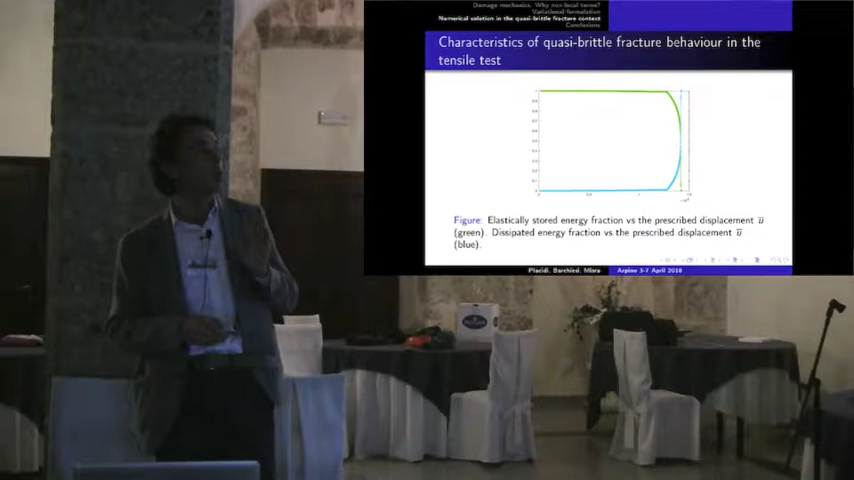 Damage mechanics. Why non local terms?
Variational formulation
Numerical solution in the quasi-brittle fracture context
Conclusions
Characteristics of quasi-brittle fracture behaviour in the
tensile test
Figure: Elastically stored energy fraction vs the prescribed displacement u̅
(green). Dissipated energy fraction vs the prescribed displacement u̅
(blue).
Placidi, Barchiesi, Misra
Arpino 3-7 April 2018